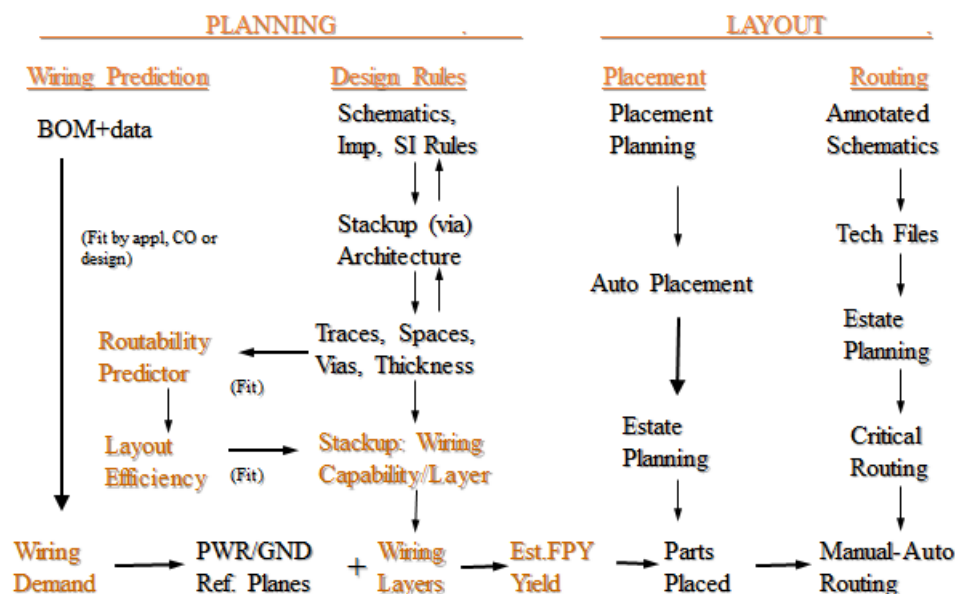 PLANNING .
LAYOUT .
Wiring Prediction
Design Rules
Placement
Routing
BOM+data
Schematics,
Imp, SI Rules
Placement
Planning
Annotated
Schematics
(Fit by appl, CO or
design)
Stackup (via)
Architecture
Tech Files
Auto Placement
Routability
Predictor
(Fit)
Traces, Spaces,
Vias, Thickness
Estate
Planning
Layout
Efficiency
(Fit)
Stackup: Wiring
Capability/Layer
Estate
Planning
Critical
Routing
Wiring
Demand
PWR/GND
Ref. Planes
+
Wiring
Layers
Est.FPY
Yield
Parts
Placed
Manual-Auto
Routing